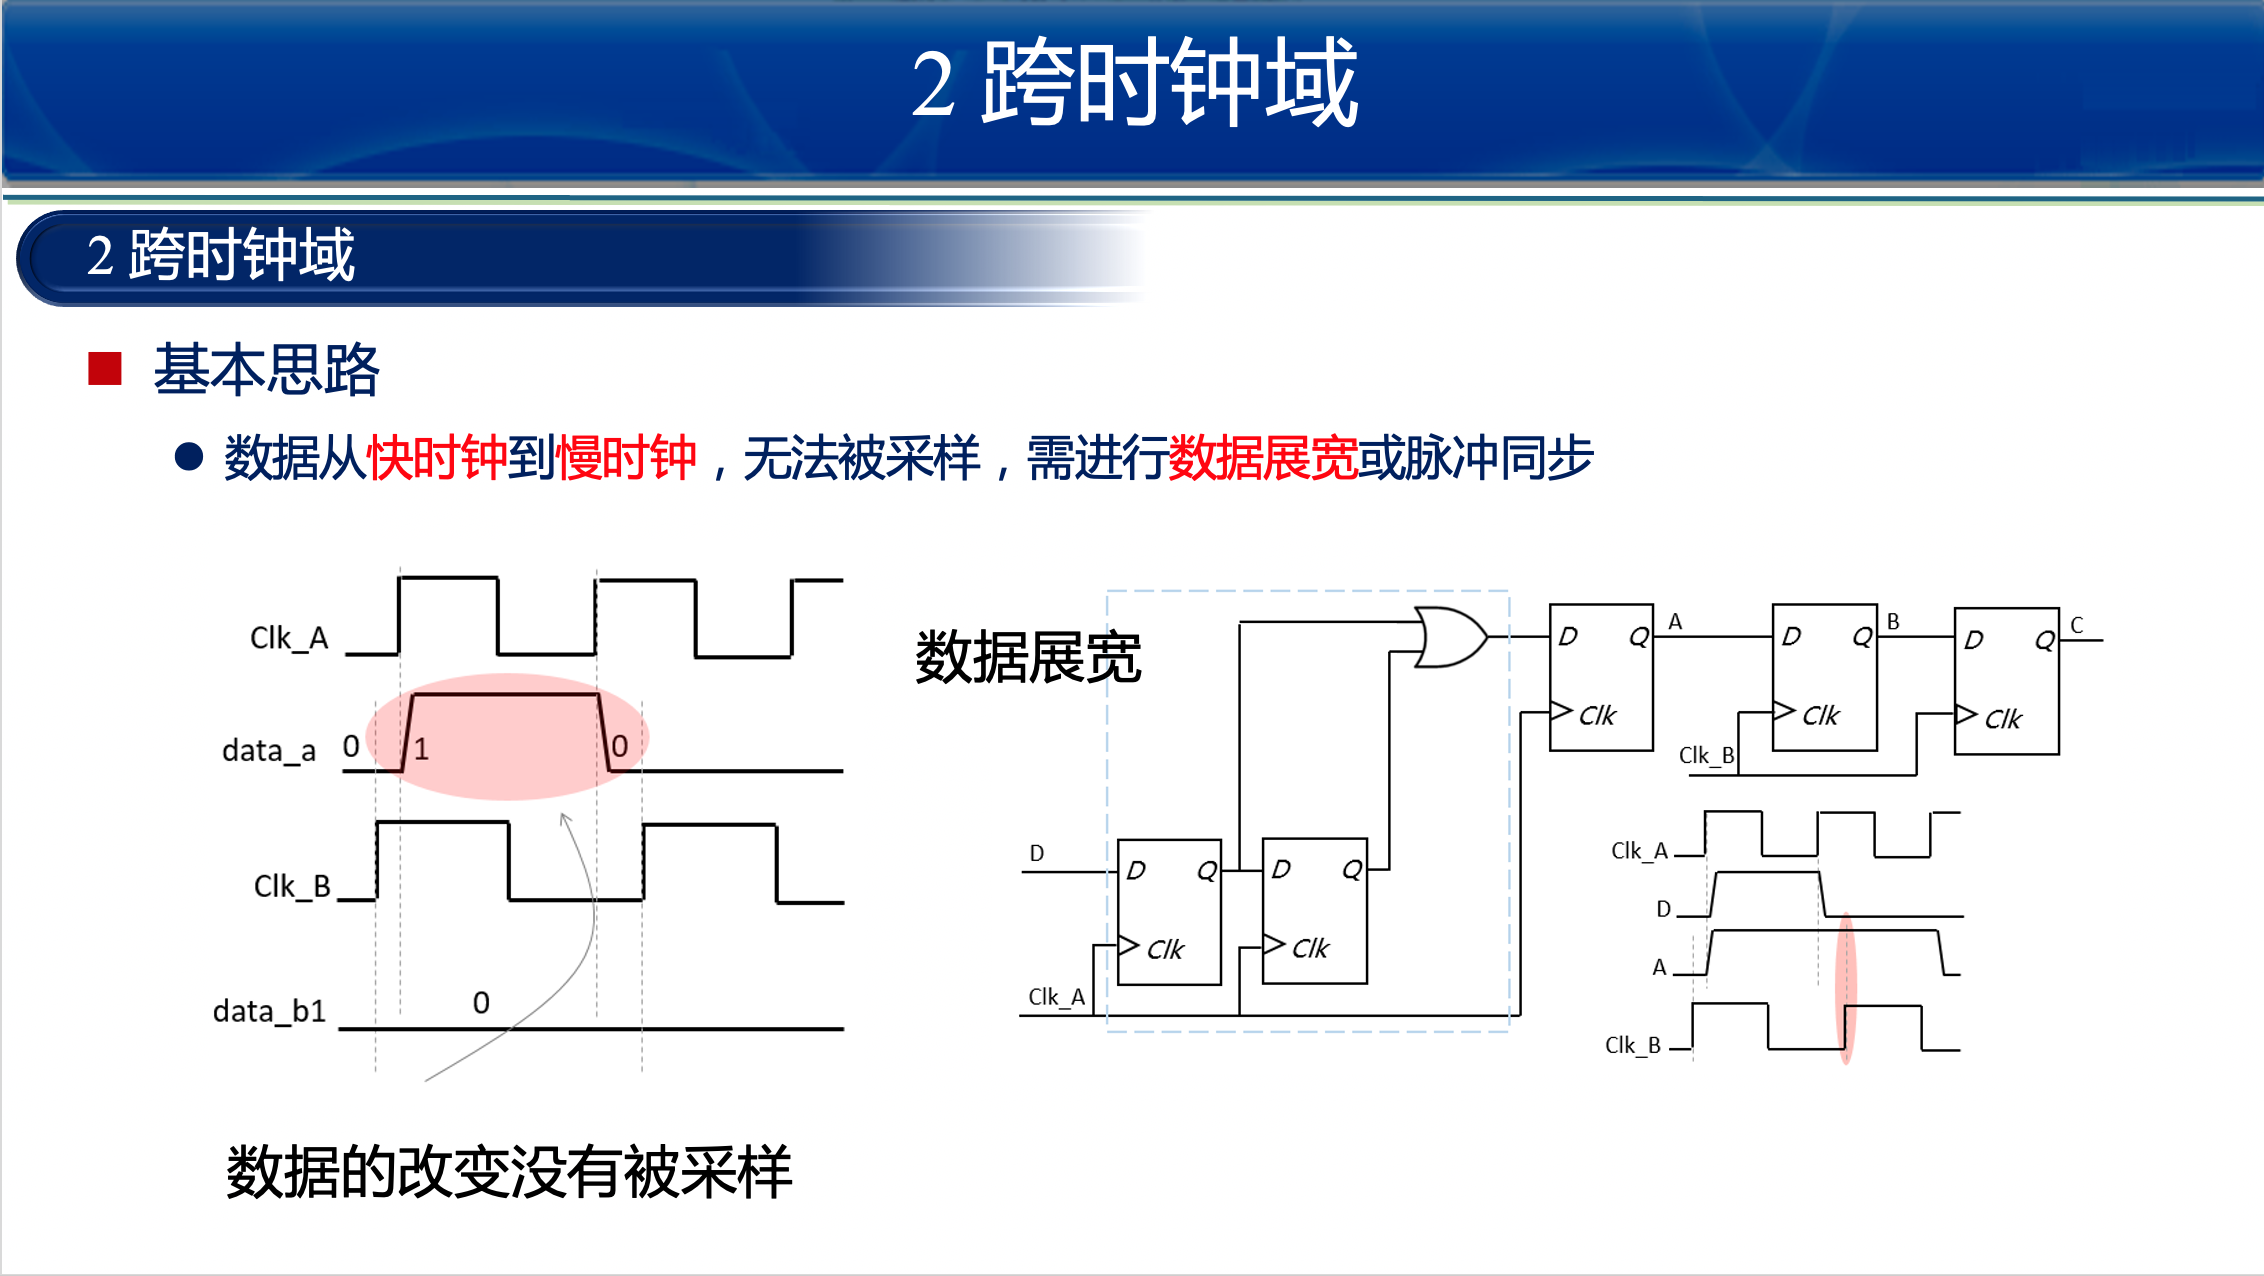 2 跨时钟域
2 跨时钟域
基本思路
数据从快时钟到慢时钟，无法被采样，需进行数据展宽或脉冲同步
Clk_A
data_a
0
1
0
Clk_B
data_b1
0
数据的改变没有被采样
数据展宽
D
D
Q
Clk
D
Q
Clk
Clk_A
D
Q
Clk
A
D
Q
Clk
B
D
Q
Clk
C
Clk_B
Clk_A
D
A
Clk_B